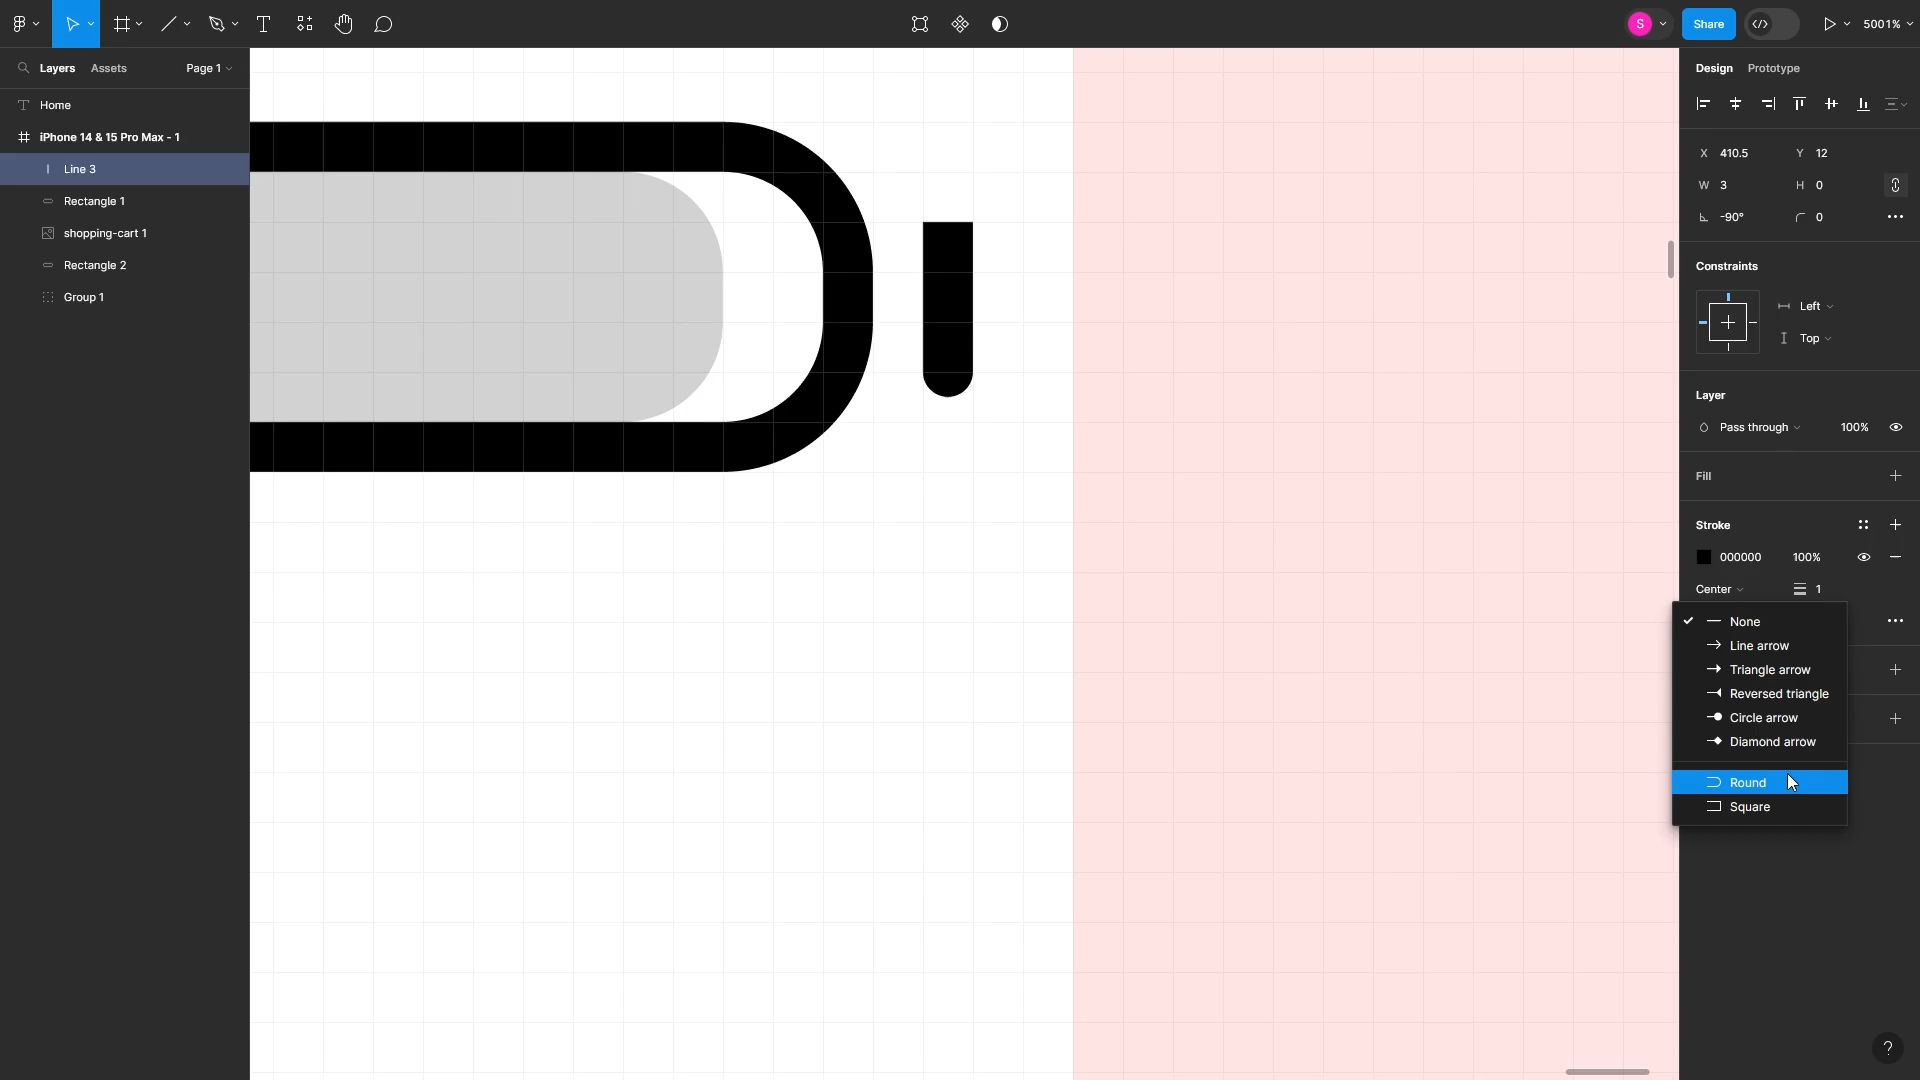 S
Share
5001%
Layers
Assets
Page 1
Home
iPhone 14 & 15 Pro Max - 1
Line 3
Rectangle 1
shopping-cart 1
Rectangle 2
Group 1
Design
Prototype
X 410.5
Y 12
W 3
H 0
-90°
0
Constraints
Left
Top
Layer
Pass through
100%
Fill
Stroke
000000
100%
Center
1
None
Line arrow
Triangle arrow
Reversed triangle
Circle arrow
Diamond arrow
Round
Square
?